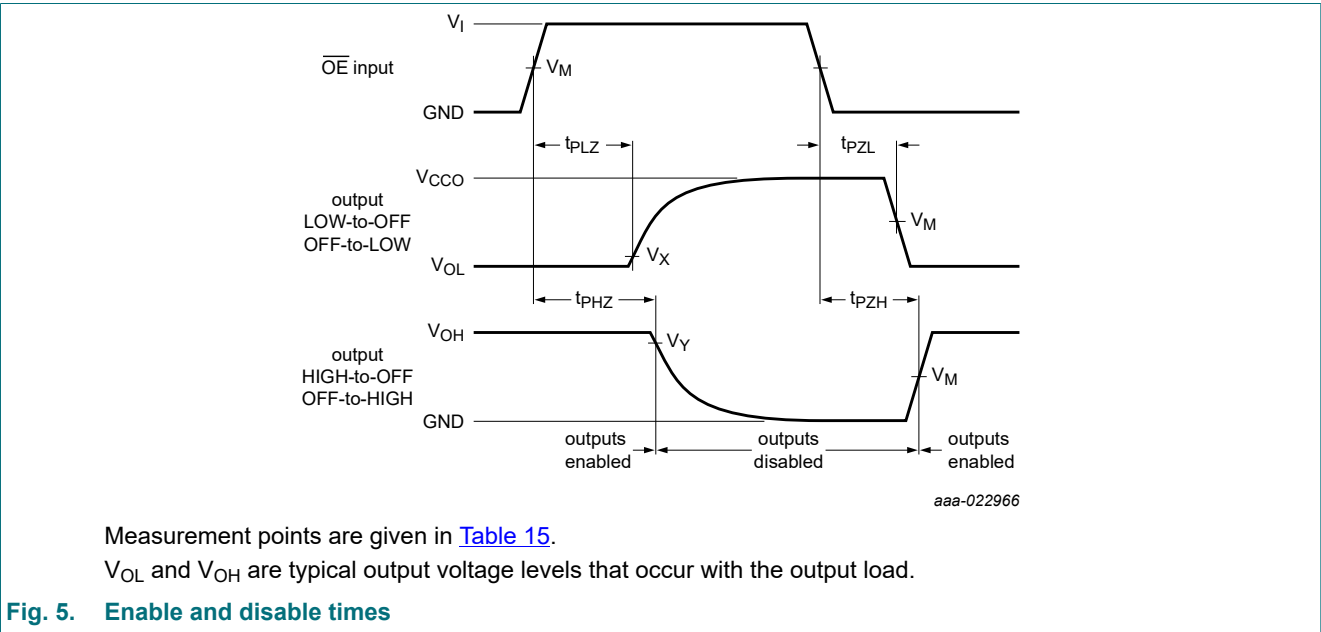 V_I
OE input
V_M
GND
t_PLZ
t_PZL
V_CCO
output
LOW-to-OFF
OFF-to-LOW
V_M
V_X
V_OL
t_PHZ
t_PZH
V_OH
V_Y
output
HIGH-to-OFF
OFF-to-HIGH
V_M
GND
outputs
enabled
outputs
disabled
outputs
enabled
aaa-022966
Measurement points are given in Table 15.
V_OL and V_OH are typical output voltage levels that occur with the output load.
Fig. 5. Enable and disable times